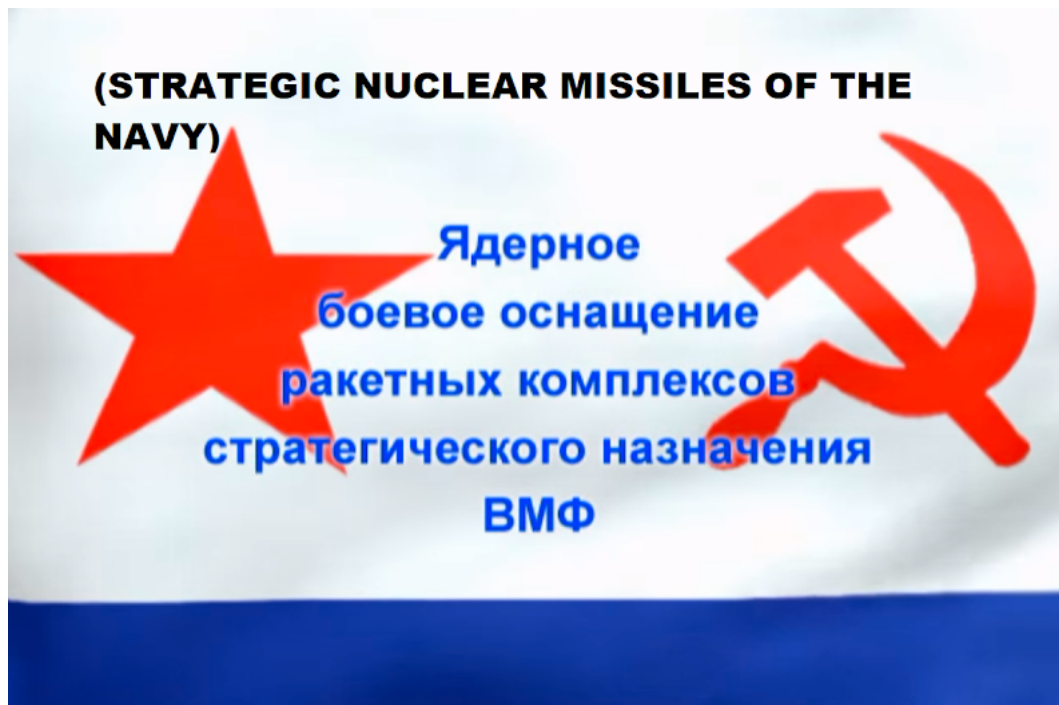 (STRATEGIC NUCLEAR MISSILES OF THE
NAVY)
Ядерное
боевое оснащение
ракетных комплексов
стратегического назначения
ВМФ